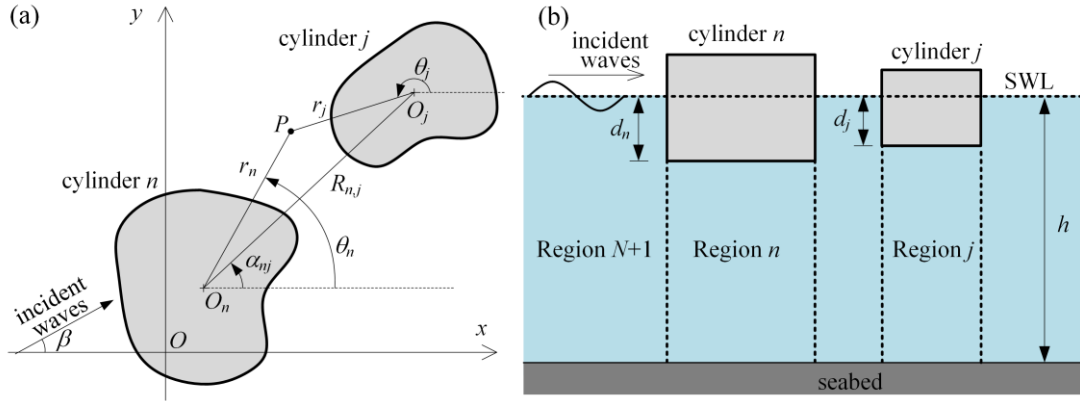 (a)
y
cylinder j
θj
rj
Oj
P
cylinder n
rn
Rn,j
θn
αnj
On
incident
waves
β
O
x
(b)
incident
waves
cylinder n
cylinder j
SWL
dn
dj
h
Region N+1
Region n
Region j
seabed